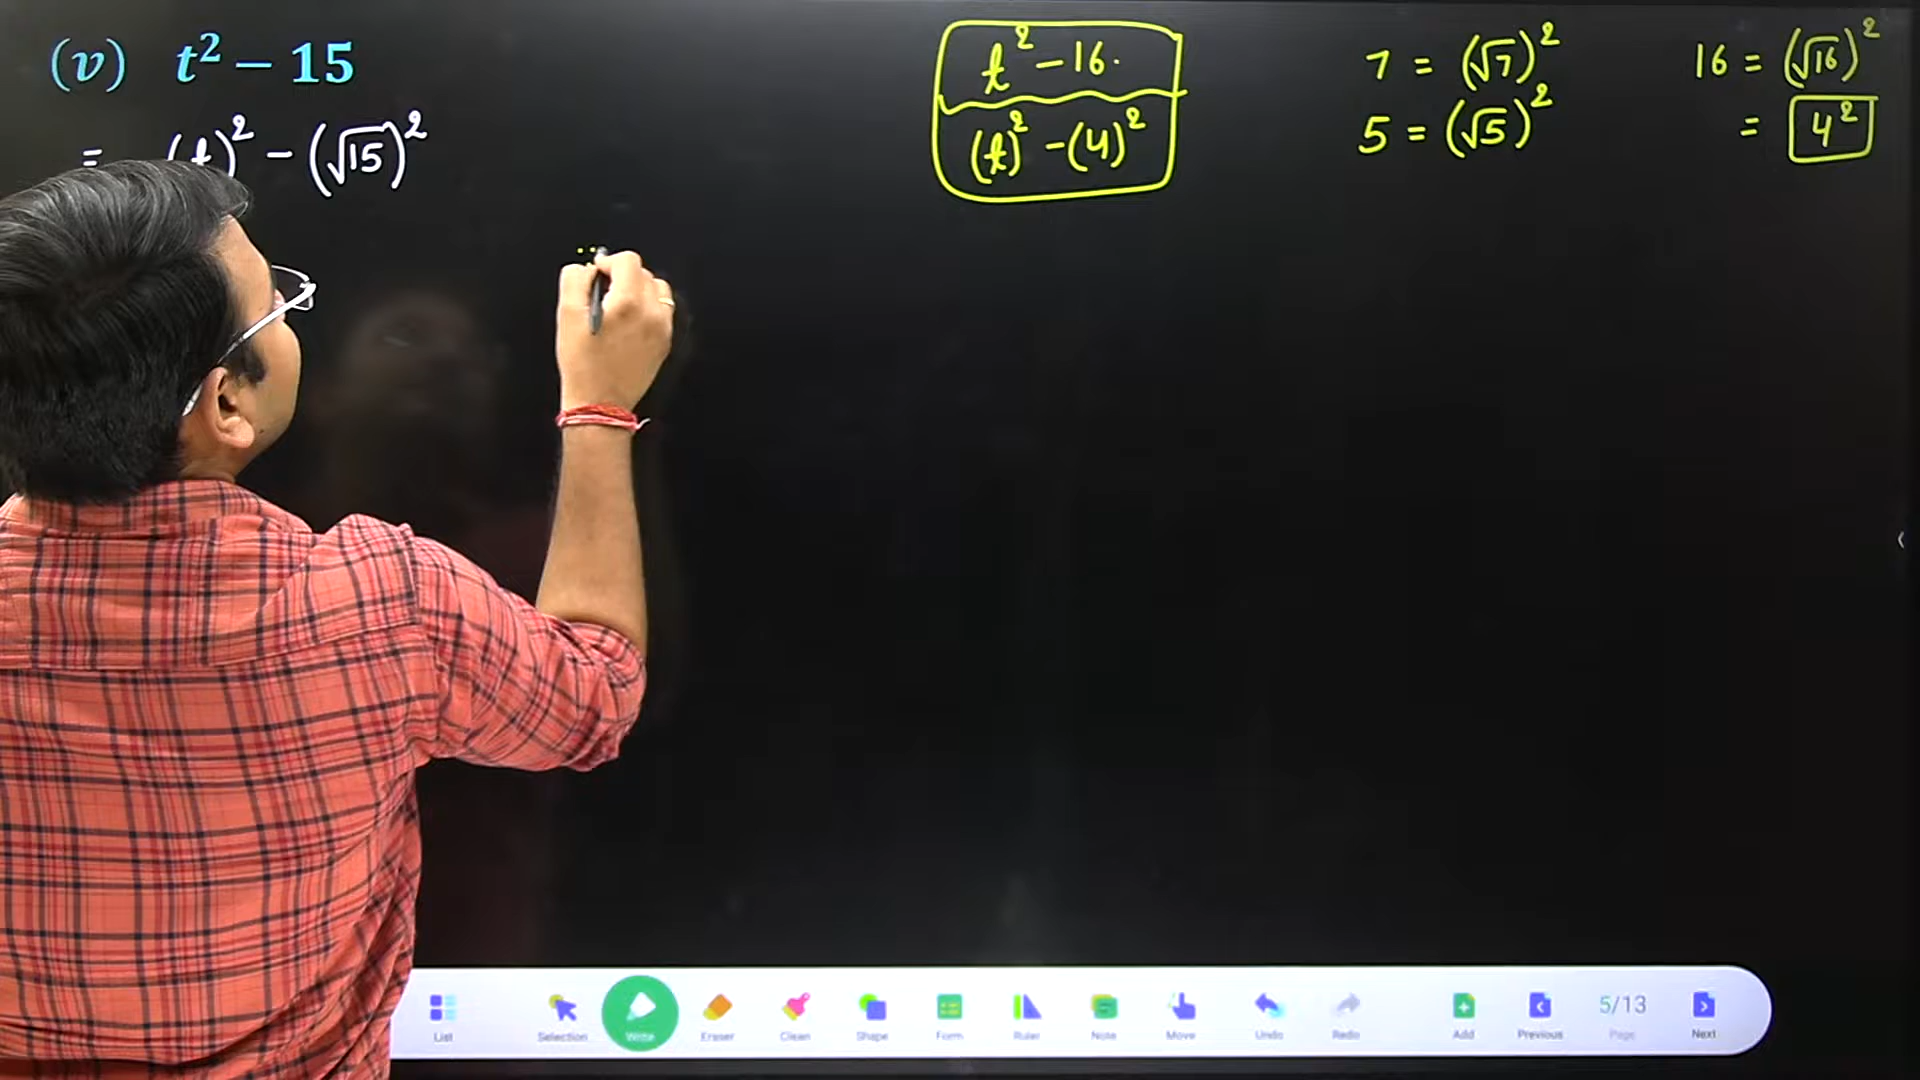 (v) t² − 15
= (t)² − (√15)²
t² − 16.
(t)² − (4)²
7 = (√7)²
5 = (√5)²
16 = (√16)²
= 4²
List
Selection
Write
Eraser
Clean
Shape
Form
Ruler
Note
Move
Undo
Redo
Add
Previous
5/13
Page
Next